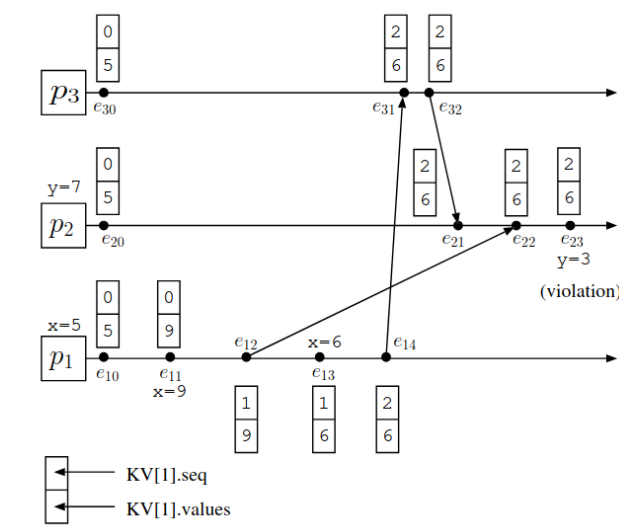 0 2 2
5 6 6
p3
e30 e31 e32
0 2 2 2
5 6 6 6
y=7
p2
e20 e21 e22 e23
y=3
(violation)
0 0
5 9
x=5 e12 x=6 e14
p1
e10 e11 e13
x=9
1 1 2
9 6 6
KV[1].seq
KV[1].values